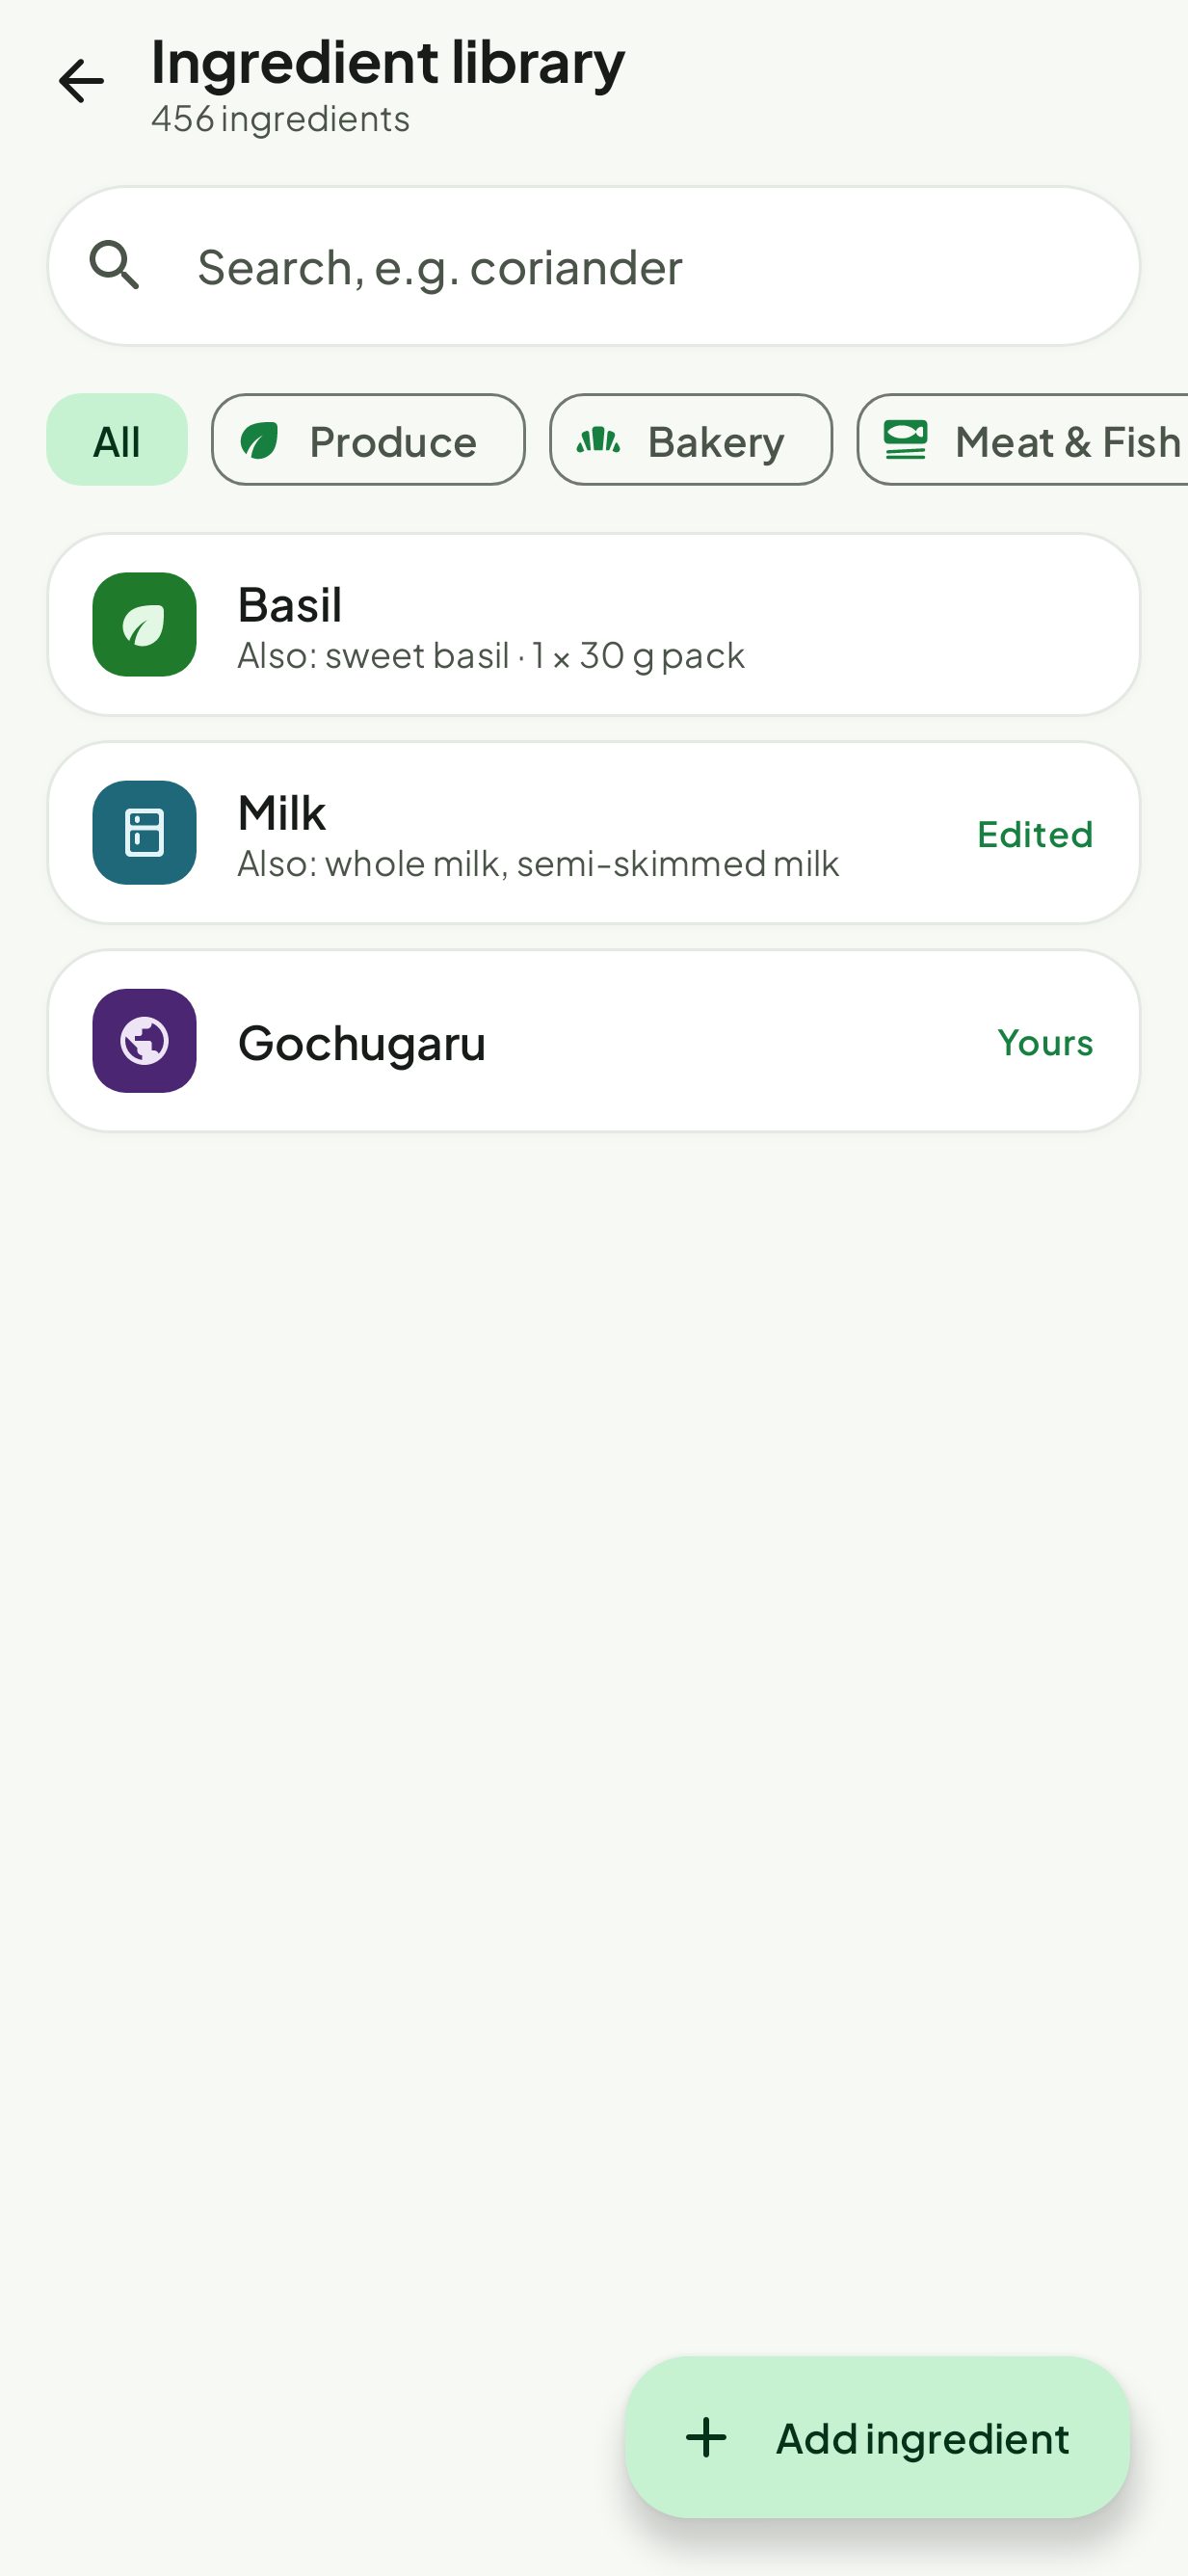 Ingredient library
456 ingredients
Search, e.g. coriander
All
Produce
Bakery
Meat & Fish
Basil
Also: sweet basil · 1 × 30 g pack
Milk
Also: whole milk, semi-skimmed milk
Edited
Gochugaru
Yours
Add ingredient